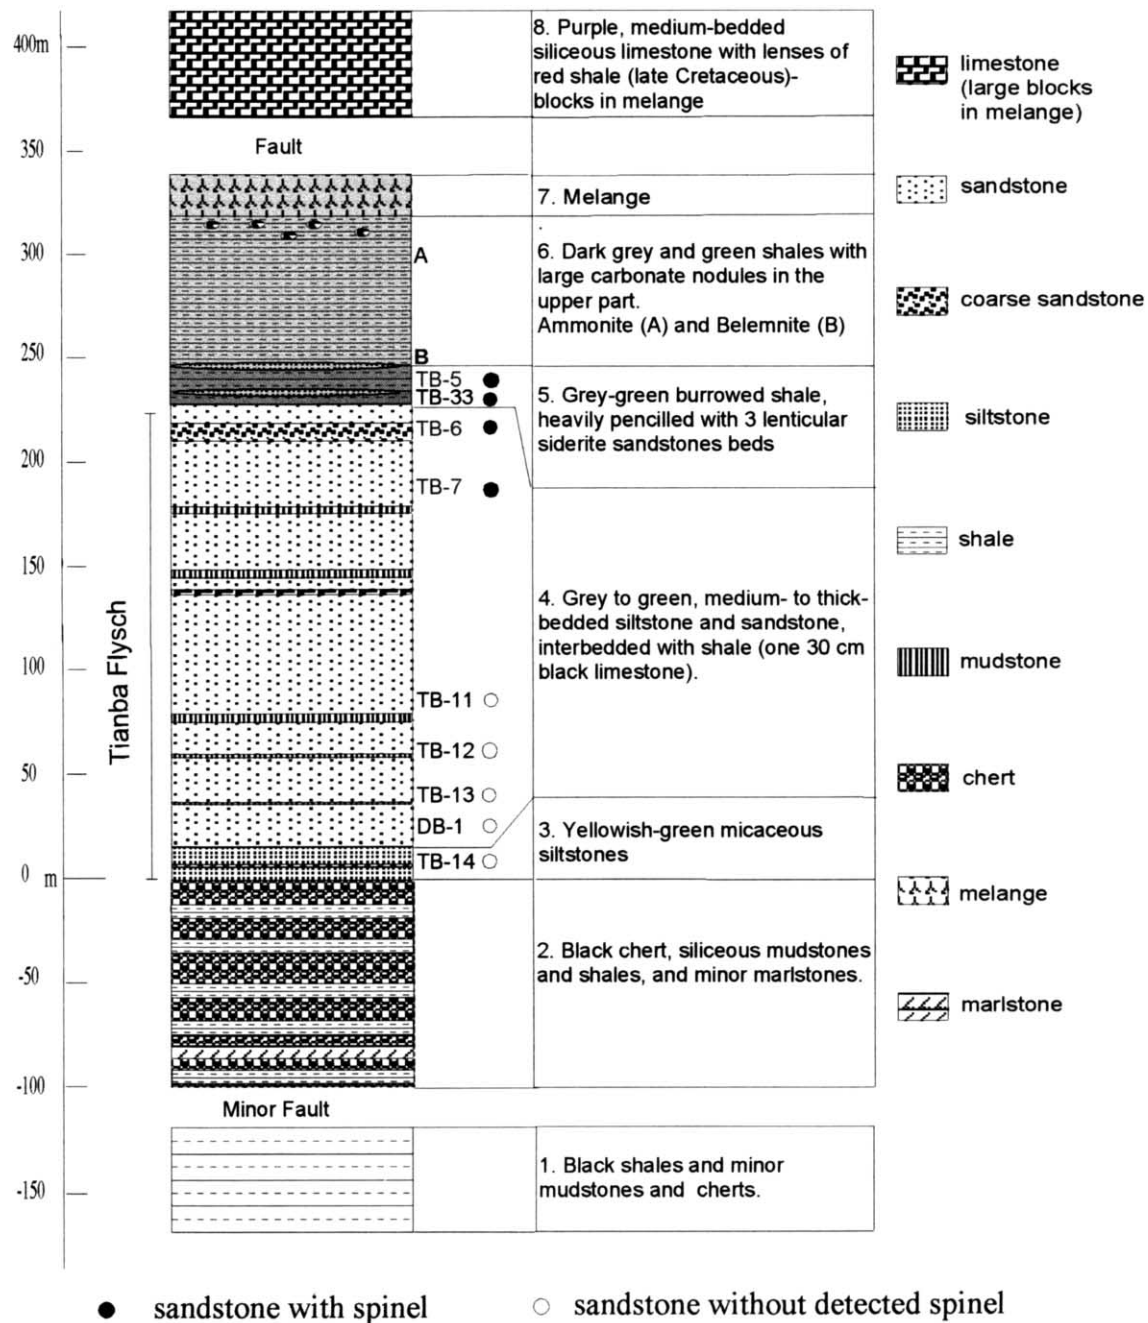 400m
350
300
250
200
150
100
50
0 m
-50
-100
-150
Tianba Flysch
Fault
Minor Fault
A
B
TB-5
TB-33
TB-6
TB-7
TB-11
TB-12
TB-13
DB-1
TB-14
8. Purple, medium-bedded
siliceous limestone with lenses of
red shale (late Cretaceous)-
blocks in melange
7. Melange
6. Dark grey and green shales with
large carbonate nodules in the
upper part.
Ammonite (A) and Belemnite (B)
5. Grey-green burrowed shale,
heavily pencilled with 3 lenticular
siderite sandstones beds
4. Grey to green, medium- to thick-
bedded siltstone and sandstone,
interbedded with shale (one 30 cm
black limestone).
3. Yellowish-green micaceous
siltstones
2. Black chert, siliceous mudstones
and shales, and minor marlstones.
1. Black shales and minor
mudstones and cherts.
limestone
(large blocks
in melange)
sandstone
coarse sandstone
siltstone
shale
mudstone
chert
melange
marlstone
sandstone with spinel
sandstone without detected spinel